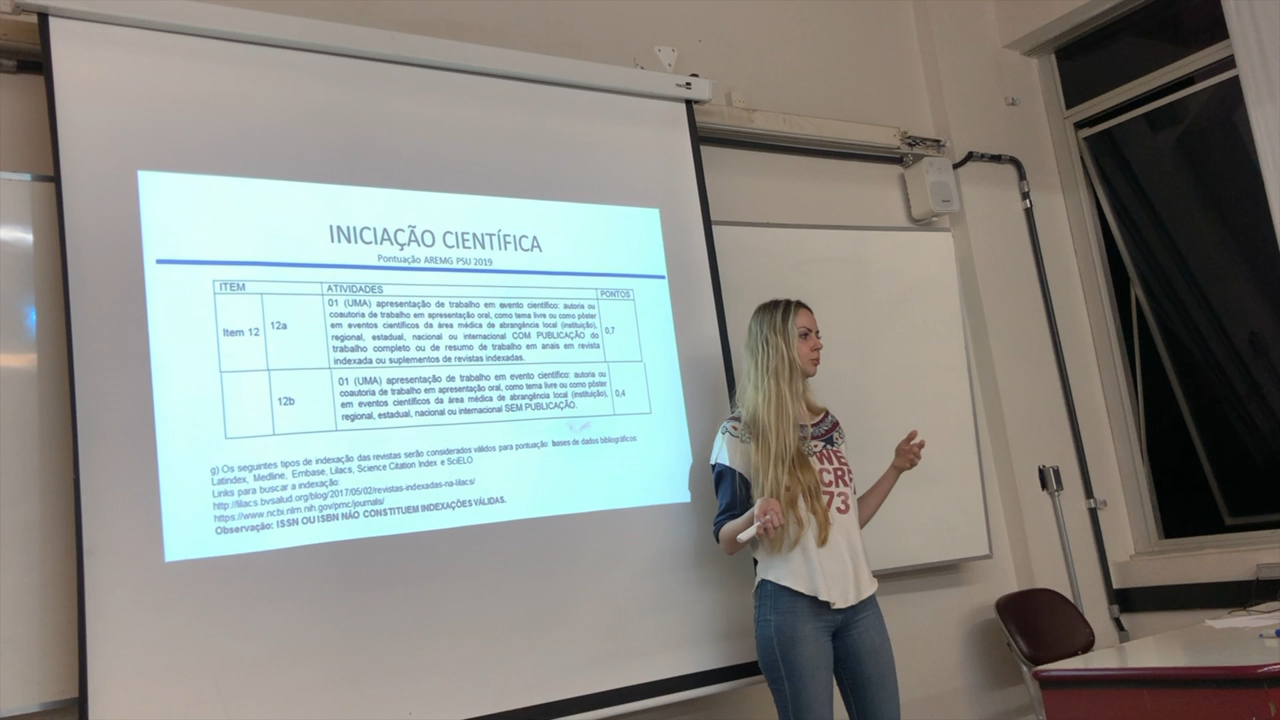 INICIAÇÃO CIENTÍFICA
Pontuação AREMG PSU 2019
ITEM ATIVIDADES PONTOS
Item 12 12a 01 (UMA) apresentação de trabalho em evento científico: autoria ou
coautoria de trabalho em apresentação oral, como tema livre ou como pôster
em eventos científicos da área médica de abrangência local (instituição),
regional, estadual, nacional ou internacional COM PUBLICAÇÃO do
trabalho completo ou de resumo de trabalho em anais em revista
indexada ou suplementos de revistas indexadas.
0,7
12b 01 (UMA) apresentação de trabalho em evento científico: autoria ou
coautoria de trabalho em apresentação oral, como tema livre ou como pôster
em eventos científicos da área médica de abrangência local (instituição),
regional, estadual, nacional ou internacional SEM PUBLICAÇÃO.
0,4
g) Os seguintes tipos de indexação das revistas serão considerados válidos para pontuação: bases de dados bibliográficos:
Latindex, Medline, Embase, Lilacs, Science Citation Index e SciELO
Links para buscar a indexação:
http://lilacs.bvsalud.org/blog/2017/05/02/revistas-indexadas-na-lilacs/
https://www.ncbi.nlm.nih.gov/pmc/journals/
Observação: ISSN OU ISBN NÃO CONSTITUEM INDEXAÇÕES VÁLIDAS.
73